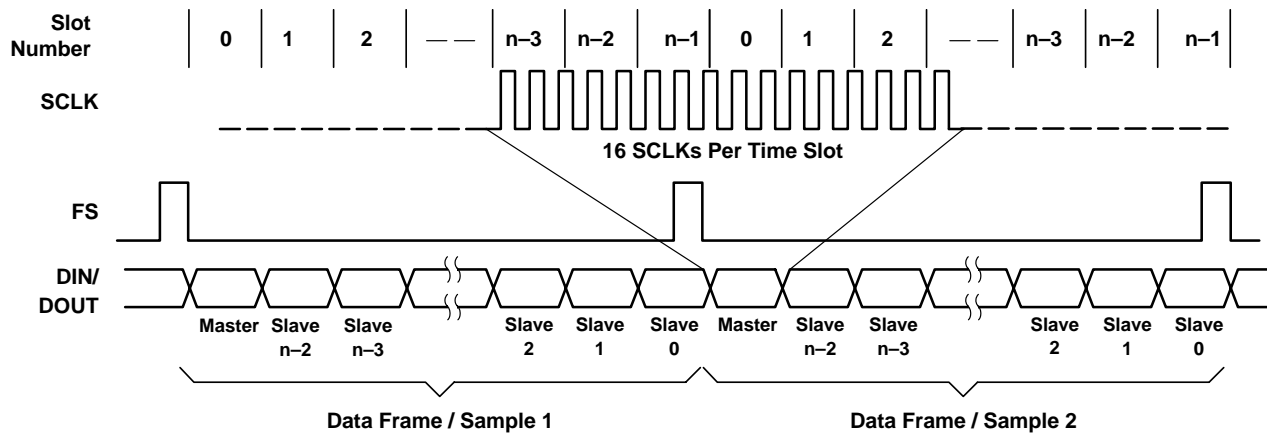 Slot
Number
0 1 2 — — n–3 n–2 n–1 0 1 2 — — n–3 n–2 n–1
SCLK
16 SCLKs Per Time Slot
FS
DIN/
DOUT
Master Slave n–2 Slave n–3 Slave 2 Slave 1 Slave 0 Master Slave n–2 Slave n–3 Slave 2 Slave 1 Slave 0
Data Frame / Sample 1 Data Frame / Sample 2